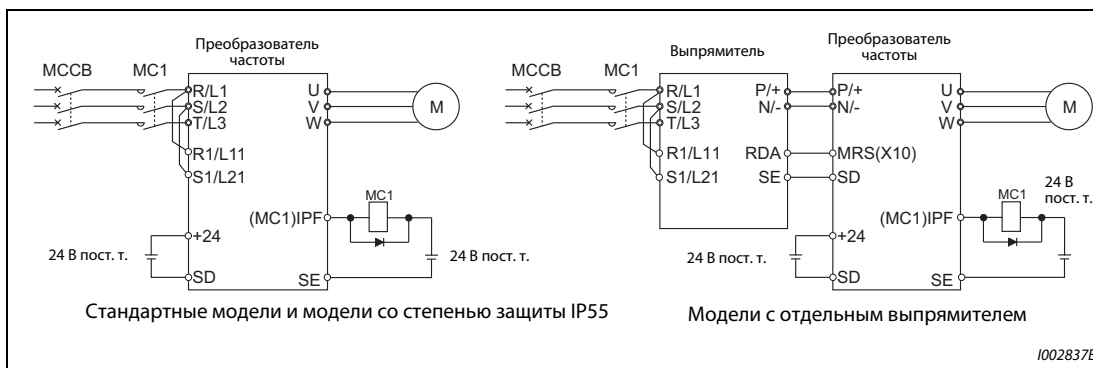 Преобразователь
частоты
MCCB
MC1
R/L1
S/L2
T/L3
R1/L11
S1/L21
U
V
W
M
(MC1)IPF
MC1
+24
24 В пост. т.
SD
SE
24 В пост. т.
Стандартные модели и модели со степенью защиты IP55
Выпрямитель
Преобразователь
частоты
MCCB
MC1
R/L1
S/L2
T/L3
R1/L11
S1/L21
P/+
N/-
RDA
SE
P/+
N/-
MRS(X10)
SD
U
V
W
M
(MC1)IPF
MC1
24 В
пост. т.
+24
24 В пост. т.
SD
SE
Модели с отдельным выпрямителем
I002837E